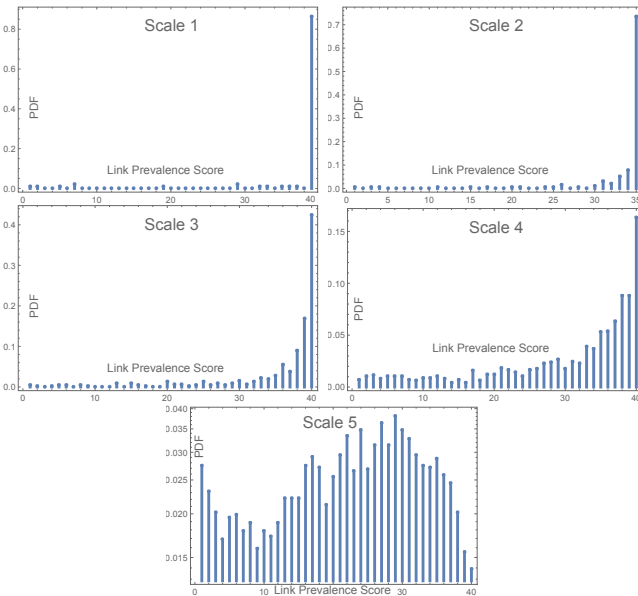 Scale 1
PDF
Link Prevalence Score
0.8
0.6
0.4
0.2
0.0
0 10 20 30 40
Scale 2
PDF
Link Prevalence Score
0.7
0.6
0.5
0.4
0.3
0.2
0.1
0.0
0 5 10 15 20 25 30 35
Scale 3
PDF
Link Prevalence Score
0.4
0.3
0.2
0.1
0.0
0 10 20 30 40
Scale 4
PDF
Link Prevalence Score
0.15
0.10
0.05
0.00
0 10 20 30 40
Scale 5
PDF
0.040
0.035
0.030
0.025
0.020
0.015
0 10 20 30 40
Link Prevalence Score